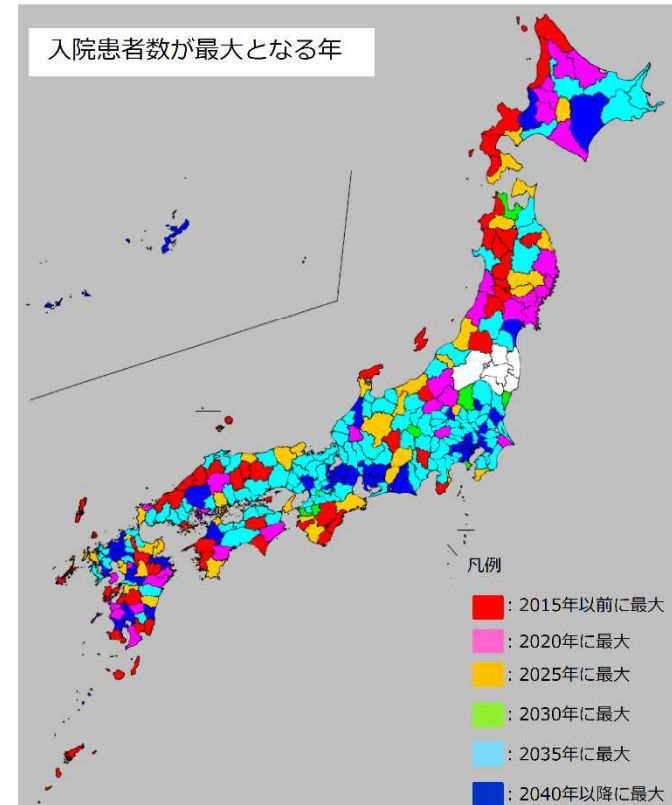 入院患者数が最大となる年
凡例
：2015年以前に最大
：2020年に最大
：2025年に最大
：2030年に最大
：2035年に最大
：2040年以降に最大